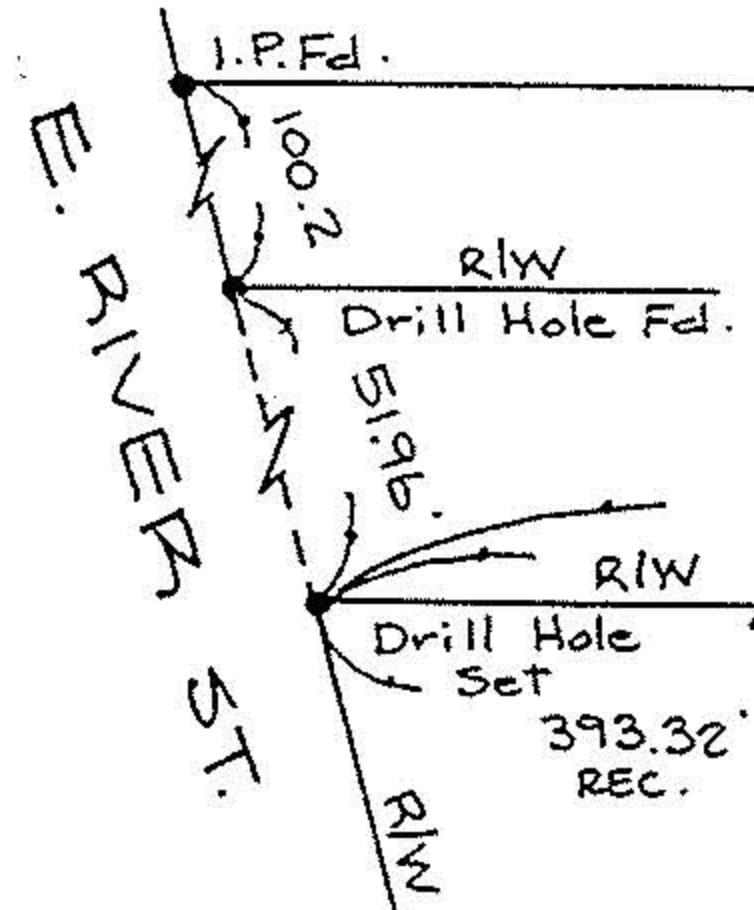 I.P. Fd.
100.2
E. RIVER ST.
R/W
Drill Hole Fd.
51.96'
R/W
Drill Hole
Set
393.32'
REC.
R/W